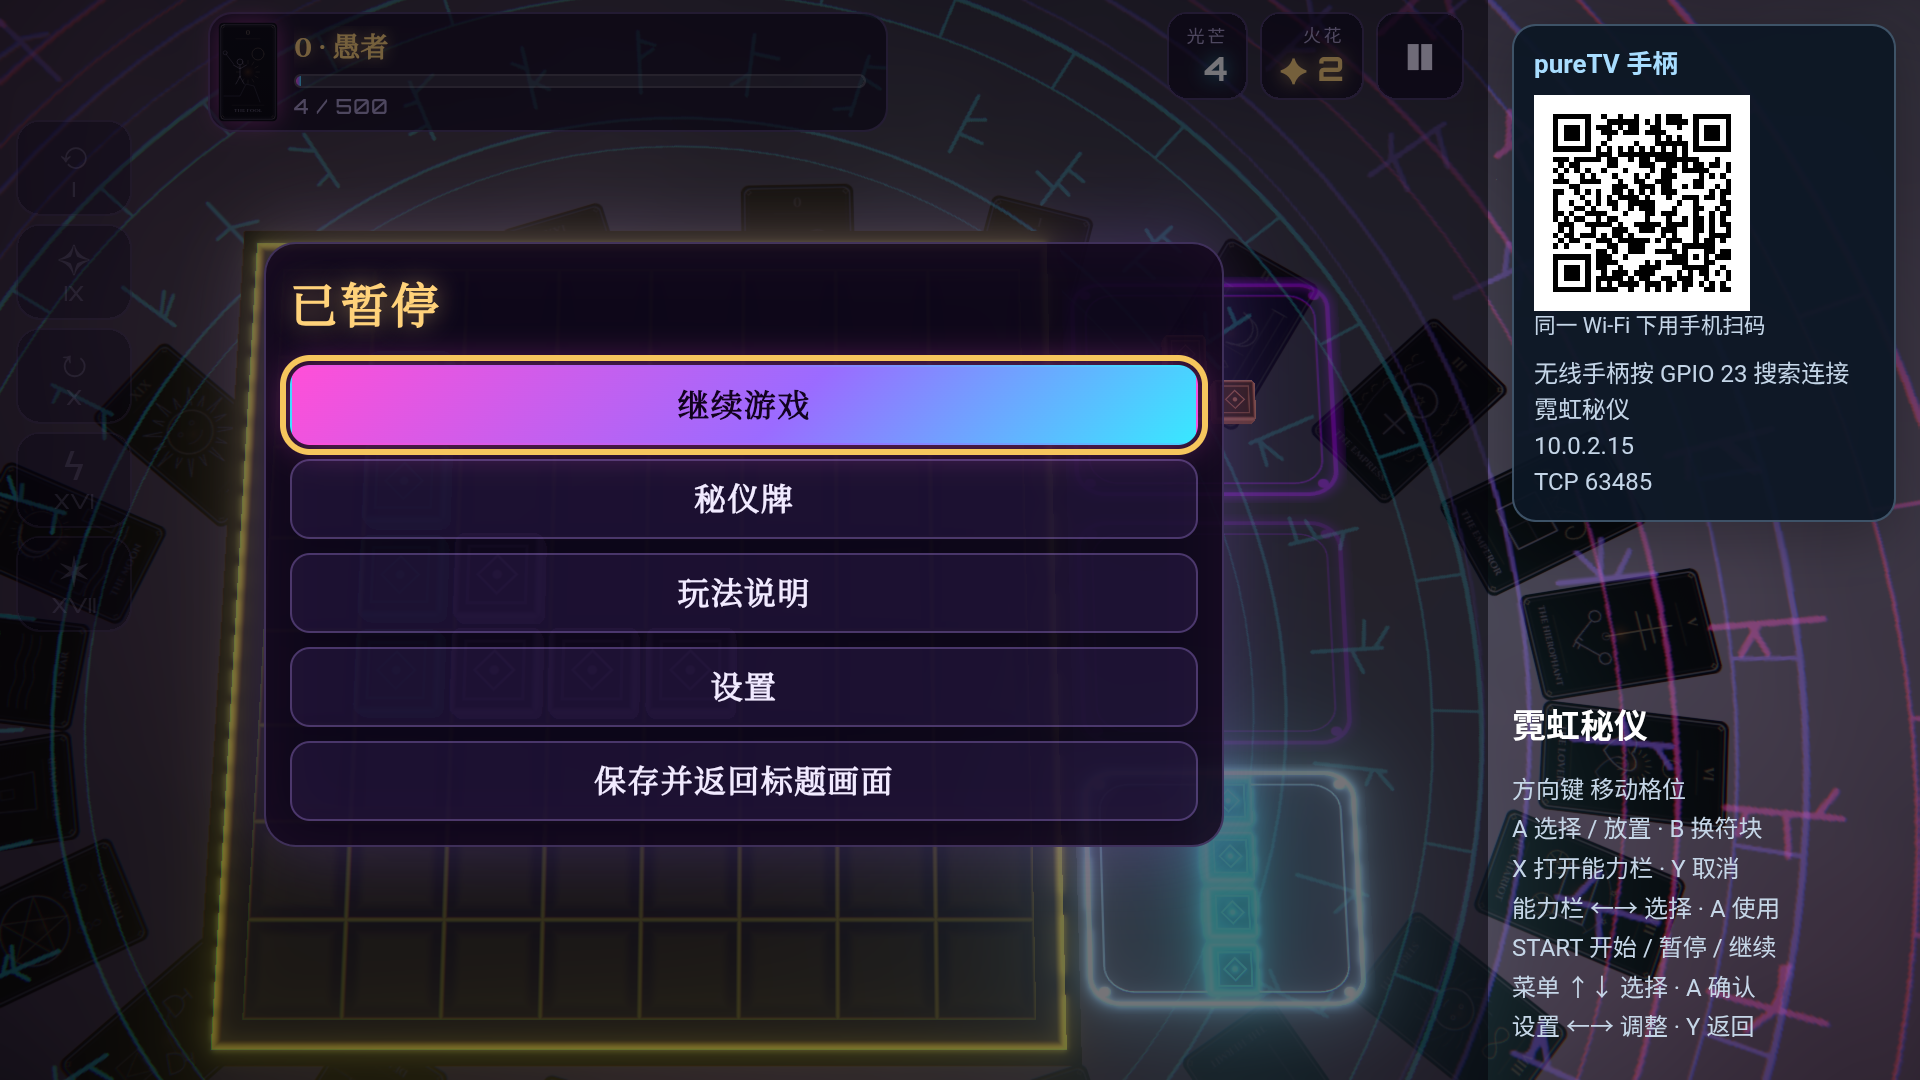 0 · 愚者
4 / 500
光芒
4
火花
2
I
IX
X
XVI
XVII
已暂停
继续游戏
秘仪牌
玩法说明
设置
保存并返回标题画面
pureTV 手柄
同一 Wi-Fi 下用手机扫码
无线手柄按 GPIO 23 搜索连接
霓虹秘仪
10.0.2.15
TCP 63485
THE HIEROPHANT
V
VI
霓虹秘仪
方向键 移动格位
A 选择 / 放置 · B 换符块
X 打开能力栏 · Y 取消
能力栏 ←→ 选择 · A 使用
START 开始 / 暂停 / 继续
菜单 ↑↓ 选择 · A 确认
设置 ←→ 调整 · Y 返回